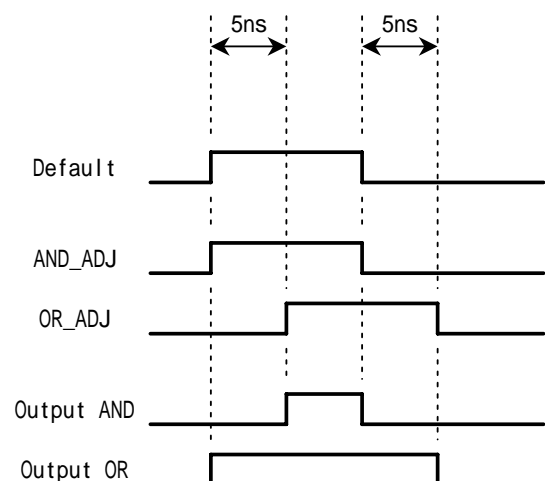 5ns 5ns
Default
AND_ADJ
OR_ADJ
Output AND
Output OR